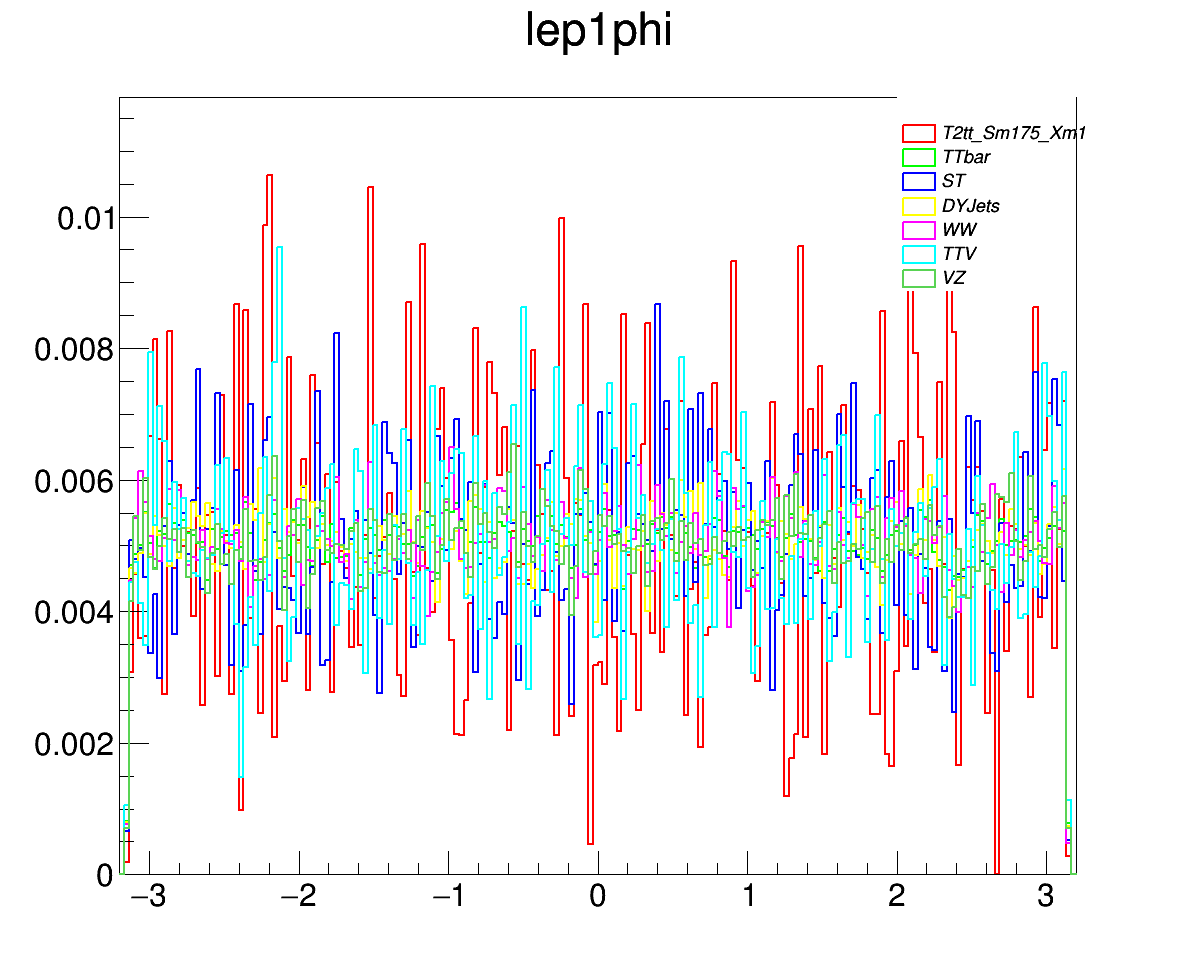 lep1phi
T2tt_Sm175_Xm1
TTbar
ST
DYJets
WW
TTV
VZ
0.01
0.008
0.006
0.004
0.002
0
−3 −2 −1 0 1 2 3